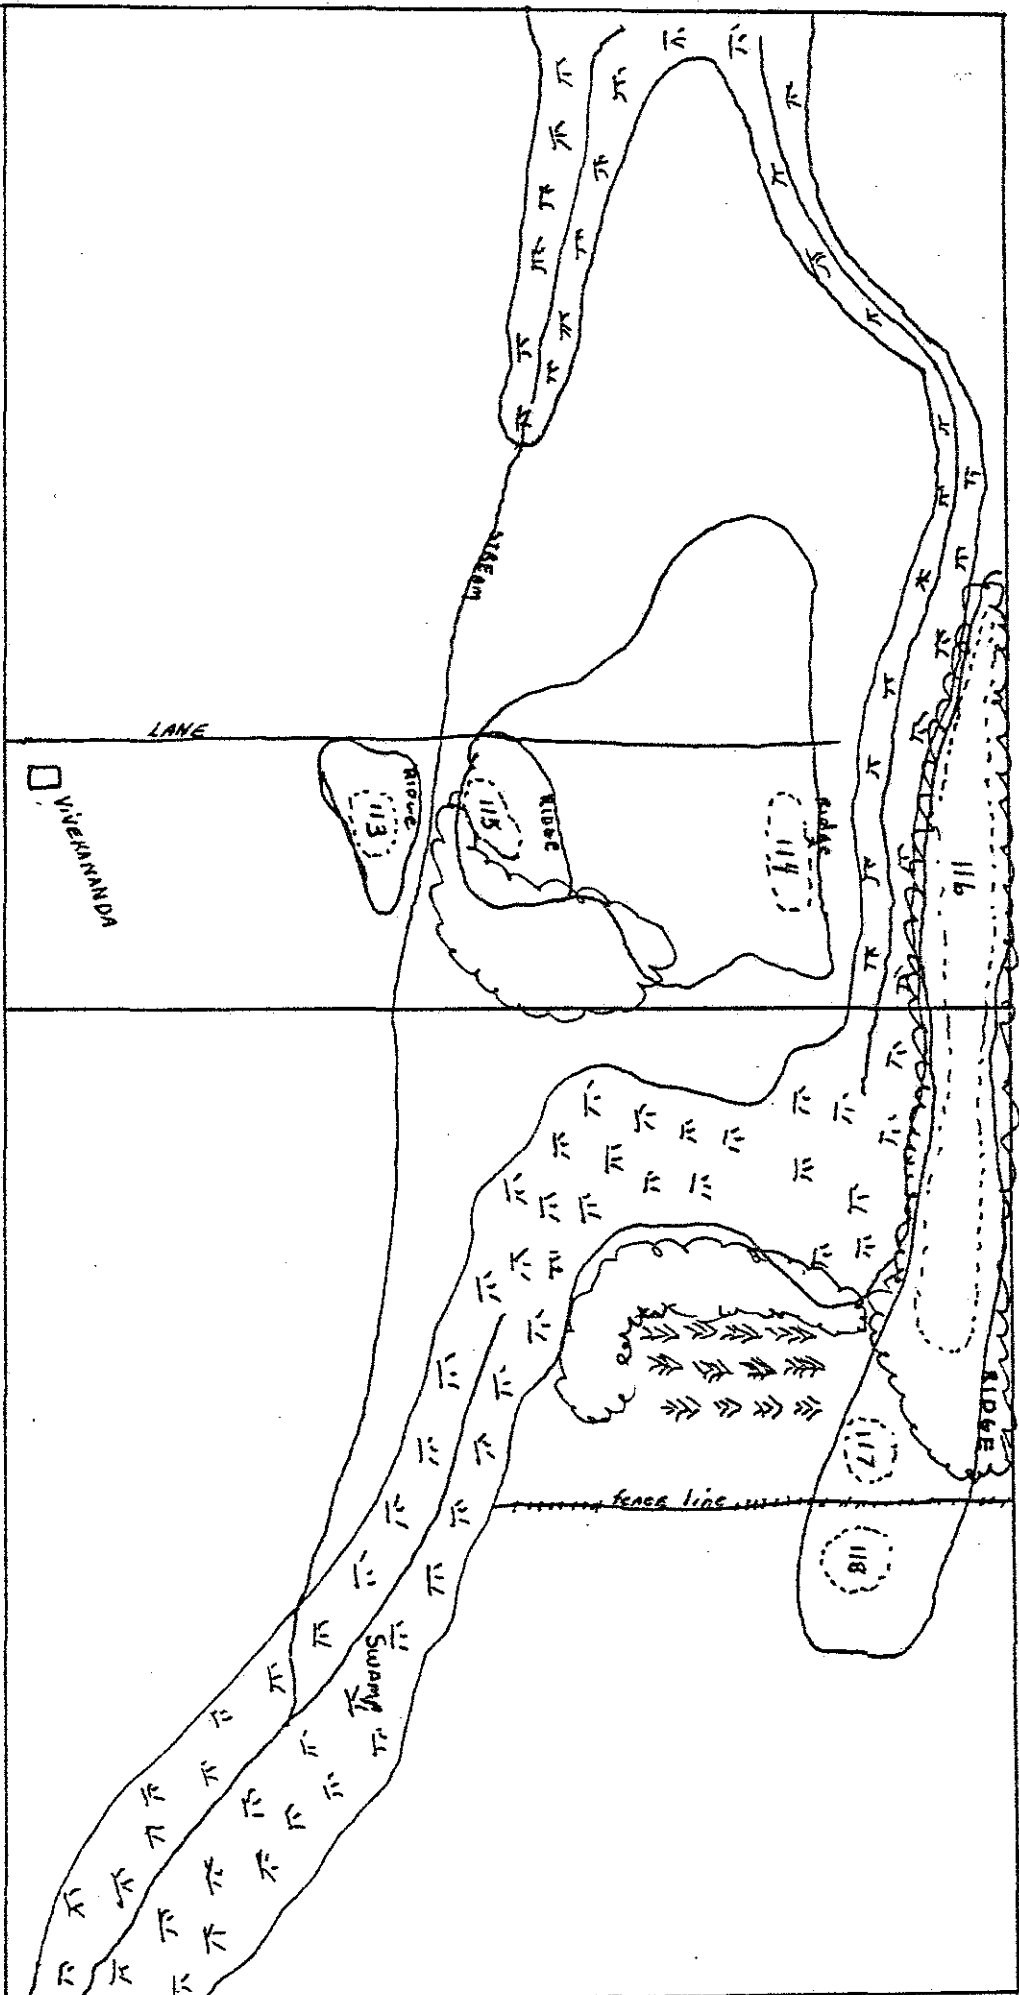 LANE
VIVEKANANDA
STREAM
RIDGE
113
RIDGE
115
Ridge
114
116
RIDGE
117
fence line
118
Swamp